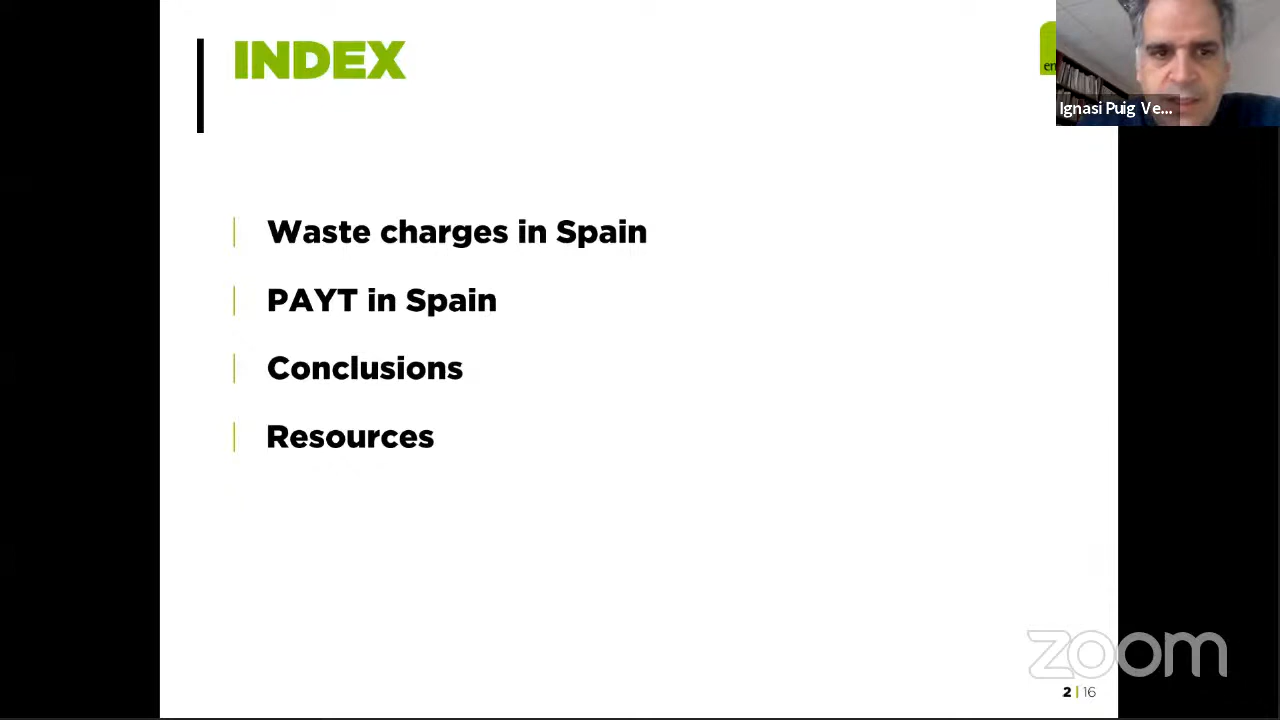 INDEX
Ignasi Puig Ve...
Waste charges in Spain
PAYT in Spain
Conclusions
Resources
zoom
2 | 16